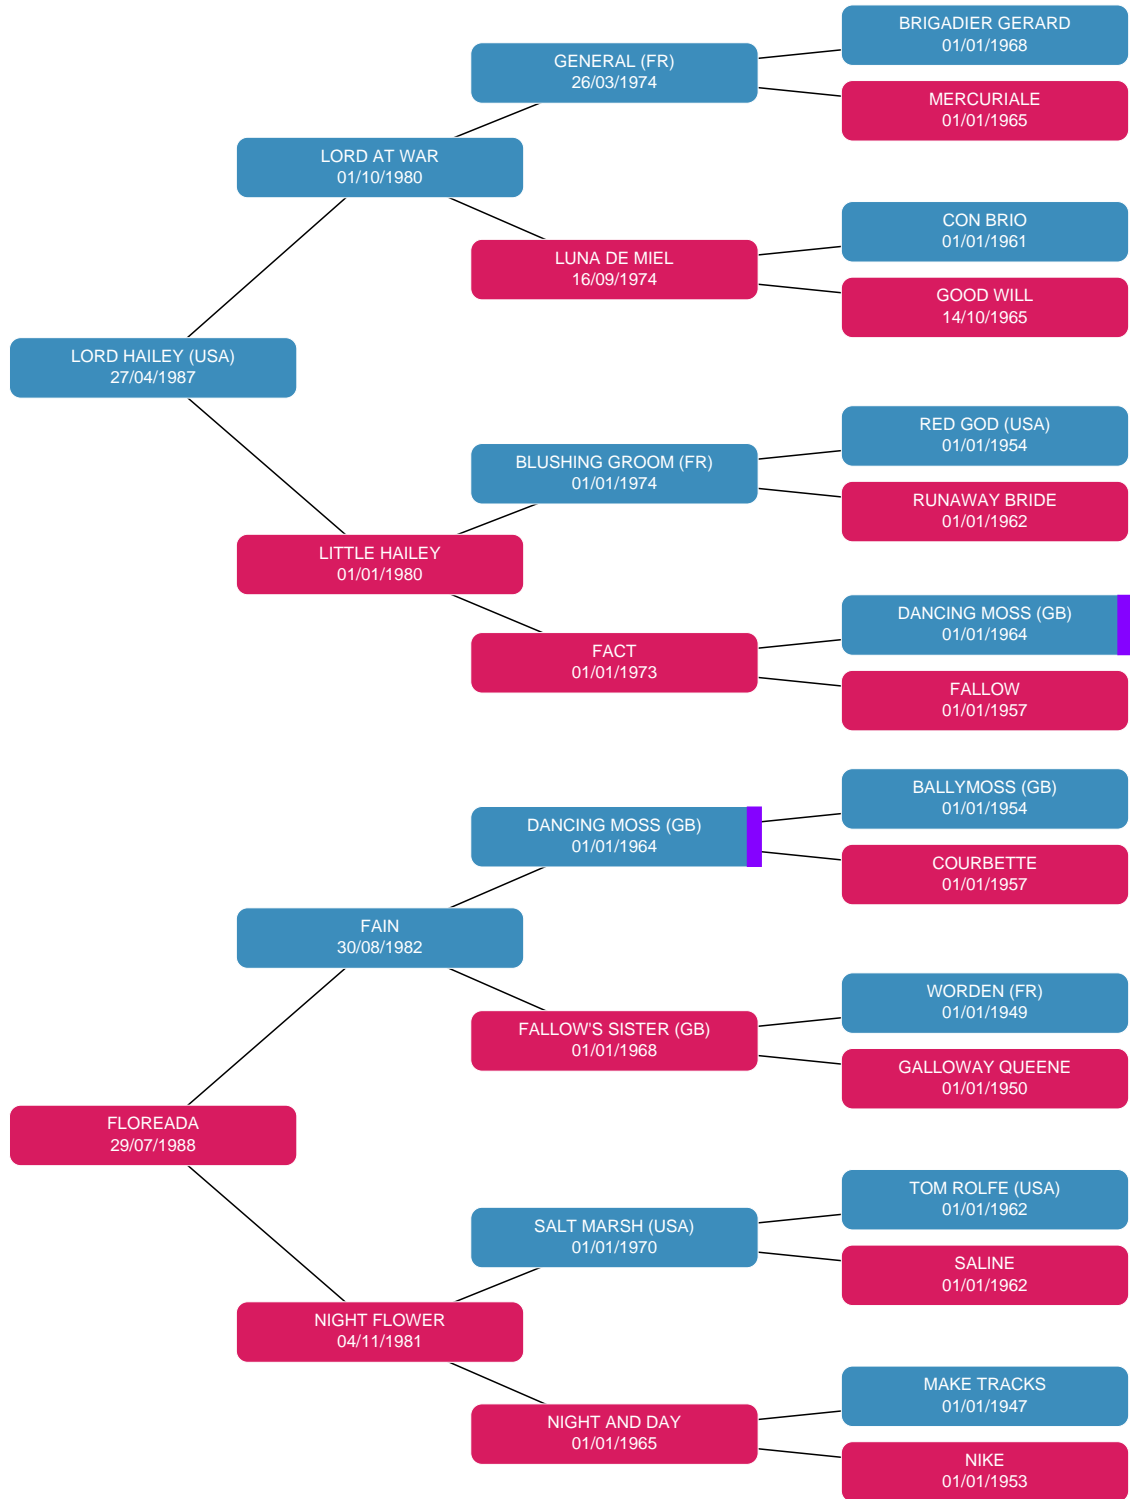 BRIGADIER GERARD
01/01/1968
GENERAL (FR)
26/03/1974
MERCURIALE
01/01/1965
LORD AT WAR
01/10/1980
CON BRIO
01/01/1961
LUNA DE MIEL
16/09/1974
GOOD WILL
14/10/1965
LORD HAILEY (USA)
27/04/1987
RED GOD (USA)
01/01/1954
BLUSHING GROOM (FR)
01/01/1974
RUNAWAY BRIDE
01/01/1962
LITTLE HAILEY
01/01/1980
DANCING MOSS (GB)
01/01/1964
FACT
01/01/1973
FALLOW
01/01/1957
BALLYMOSS (GB)
01/01/1954
DANCING MOSS (GB)
01/01/1964
COURBETTE
01/01/1957
FAIN
30/08/1982
WORDEN (FR)
01/01/1949
FALLOW'S SISTER (GB)
01/01/1968
GALLOWAY QUEENE
01/01/1950
FLOREADA
29/07/1988
TOM ROLFE (USA)
01/01/1962
SALT MARSH (USA)
01/01/1970
SALINE
01/01/1962
NIGHT FLOWER
04/11/1981
MAKE TRACKS
01/01/1947
NIGHT AND DAY
01/01/1965
NIKE
01/01/1953